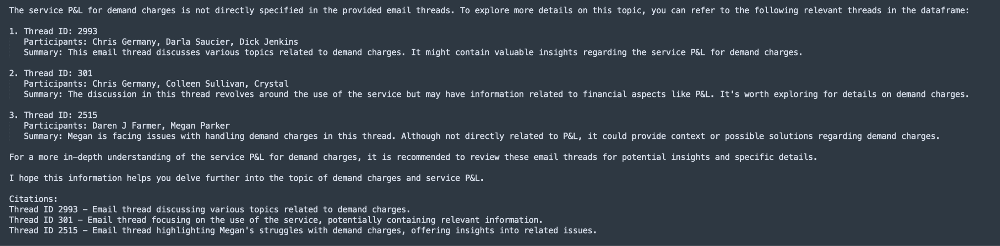 The service P&L for demand charges is not directly specified in the provided email threads. To explore more details on this topic, you can refer to the following relevant threads in the dataframe:
1. Thread ID: 2993
Participants: Chris Germany, Darla Saucier, Dick Jenkins
Summary: This email thread discusses various topics related to demand charges. It might contain valuable insights regarding the service P&L for demand charges.
2. Thread ID: 301
Participants: Chris Germany, Colleen Sullivan, Crystal
Summary: The discussion in this thread revolves around the use of the service but may have information related to financial aspects like P&L. It's worth exploring for details on demand charges.
3. Thread ID: 2515
Participants: Daren J Farmer, Megan Parker
Summary: Megan is facing issues with handling demand charges in this thread. Although not directly related to P&L, it could provide context or possible solutions regarding demand charges.
For a more in-depth understanding of the service P&L for demand charges, it is recommended to review these email threads for potential insights and specific details.
I hope this information helps you delve further into the topic of demand charges and service P&L.
Citations:
Thread ID 2993 – Email thread discussing various topics related to demand charges.
Thread ID 301 – Email thread focusing on the use of the service, potentially containing relevant information.
Thread ID 2515 – Email thread highlighting Megan's struggles with demand charges, offering insights into related issues.